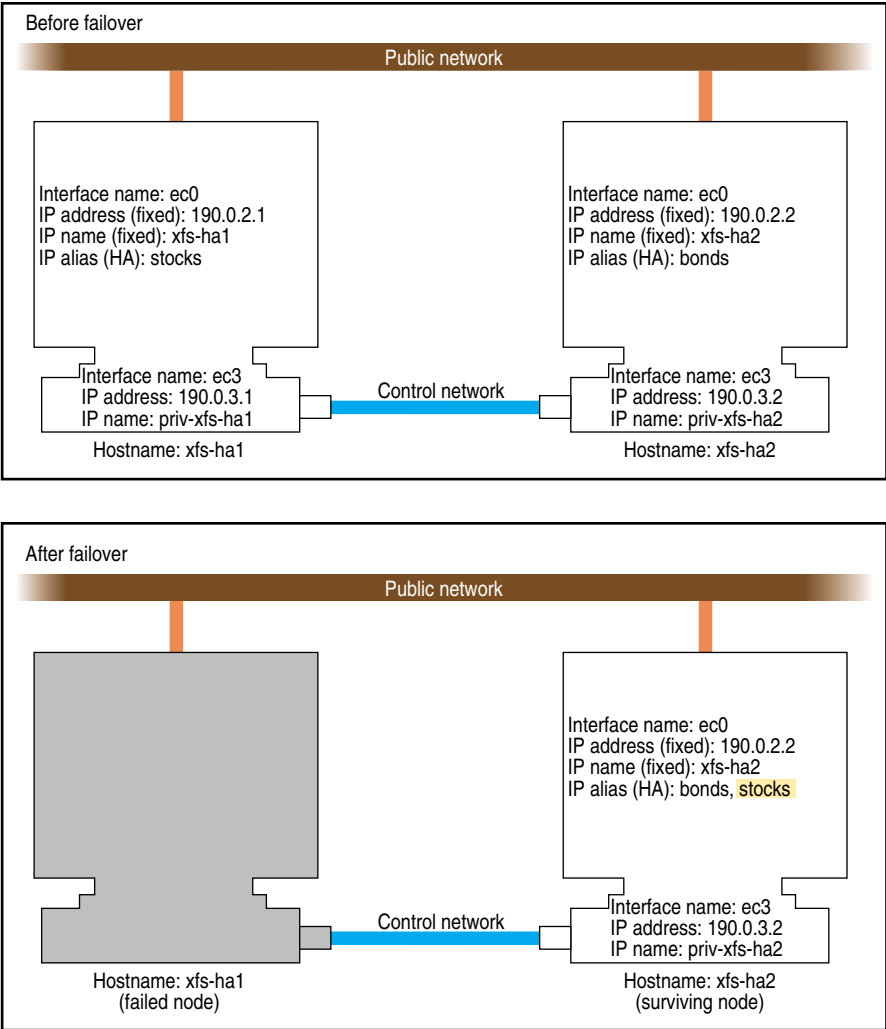 Before failover
Public network
Interface name: ec0
IP address (fixed): 190.0.2.1
IP name (fixed): xfs-ha1
IP alias (HA): stocks
Interface name: ec0
IP address (fixed): 190.0.2.2
IP name (fixed): xfs-ha2
IP alias (HA): bonds
Interface name: ec3
IP address: 190.0.3.1
IP name: priv-xfs-ha1
Control network
Interface name: ec3
IP address: 190.0.3.2
IP name: priv-xfs-ha2
Hostname: xfs-ha1
Hostname: xfs-ha2
After failover
Public network
Interface name: ec0
IP address (fixed): 190.0.2.2
IP name (fixed): xfs-ha2
IP alias (HA): bonds, stocks
Control network
Interface name: ec3
IP address: 190.0.3.2
IP name: priv-xfs-ha2
Hostname: xfs-ha1
(failed node)
Hostname: xfs-ha2
(surviving node)